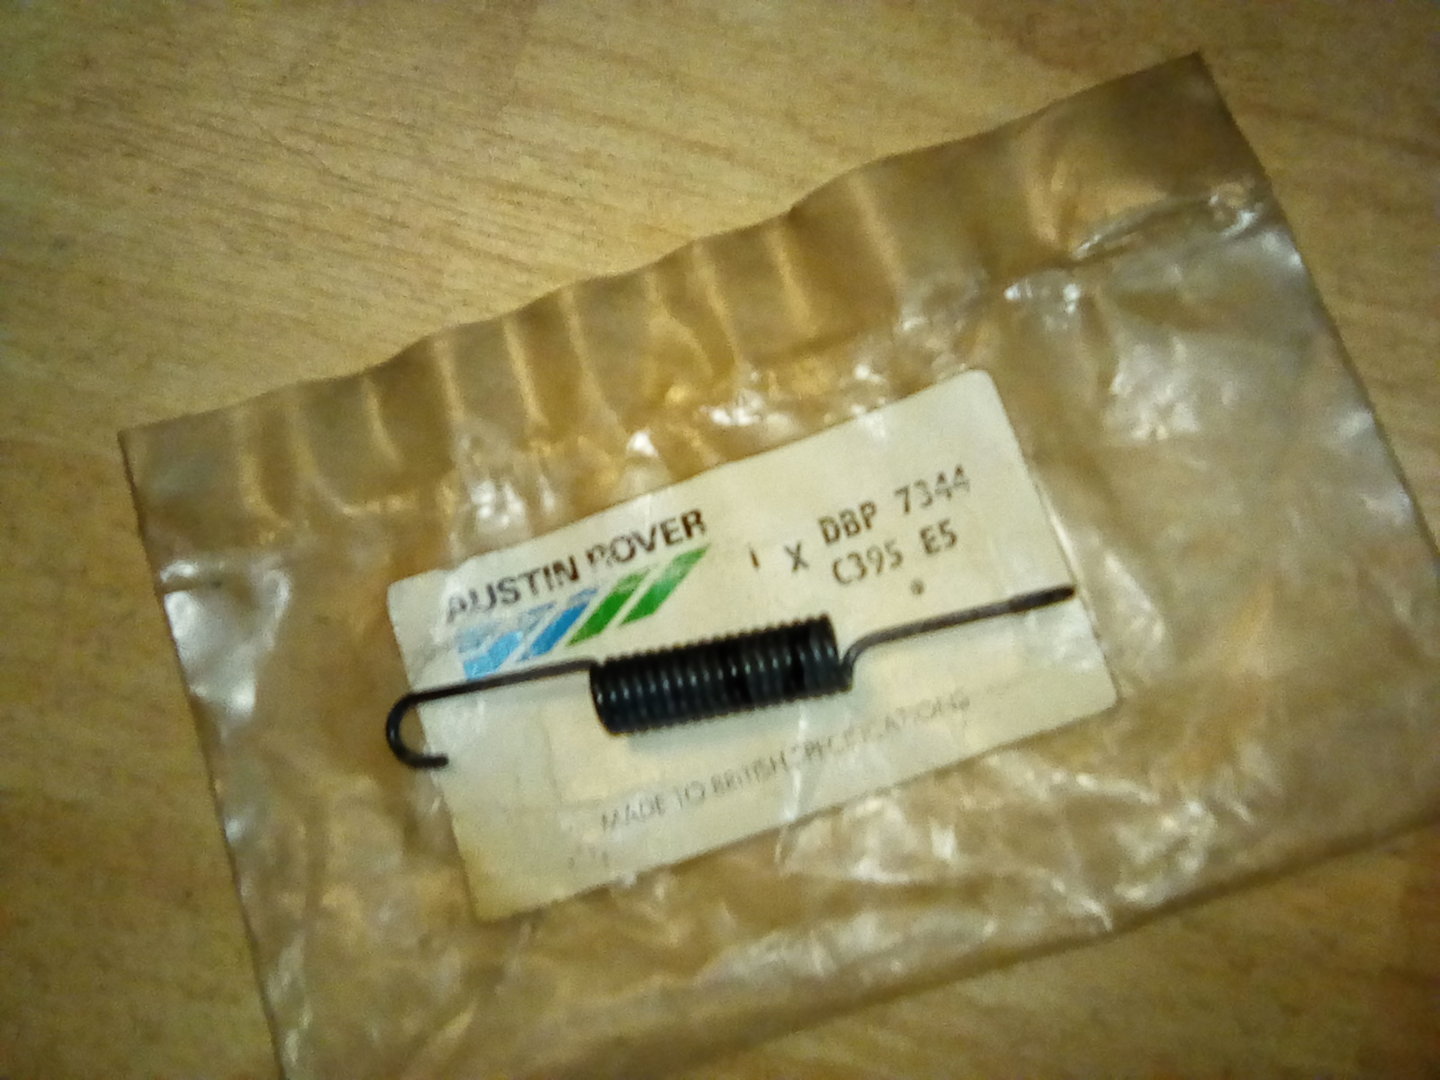 AUSTIN ROVER
1 X DBP 7344
C395 E5
MADE TO BRITISH SPECIFICATIONS